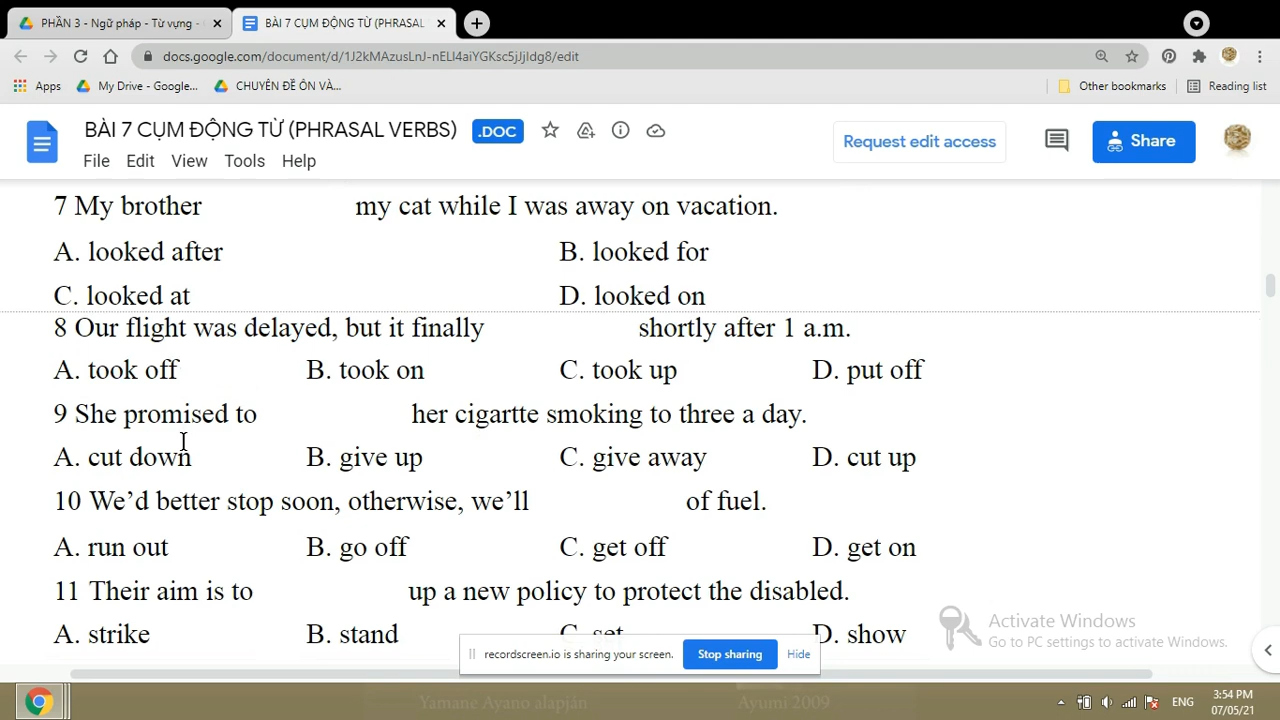 PHẦN 3 - Ngữ pháp - Từ vựng -
BÀI 7 CỤM ĐỘNG TỪ (PHRASAL
docs.google.com/document/d/1J2kMAzusLnJ-nELl4aiYGKsc5jJjIdg8/edit
Apps My Drive - Google... CHUYÊN ĐỀ ÔN VÀ... Other bookmarks Reading list
BÀI 7 CỤM ĐỘNG TỪ (PHRASAL VERBS) .DOC
Request edit access Share
File Edit View Tools Help
7 My brother my cat while I was away on vacation.
A. looked after B. looked for
C. looked at D. looked on
8 Our flight was delayed, but it finally shortly after 1 a.m.
A. took off B. took on C. took up D. put off
9 She promised to her cigartte smoking to three a day.
A. cut down B. give up C. give away D. cut up
10 We’d better stop soon, otherwise, we’ll of fuel.
A. run out B. go off C. get off D. get on
11 Their aim is to up a new policy to protect the disabled.
A. strike B. stand C. set D. show
Activate Windows
Go to PC settings to activate Windows.
recordscreen.io is sharing your screen. Stop sharing Hide
Yamane Ayano alapján Ayumi 2009
ENG
3:54 PM
07/05/21